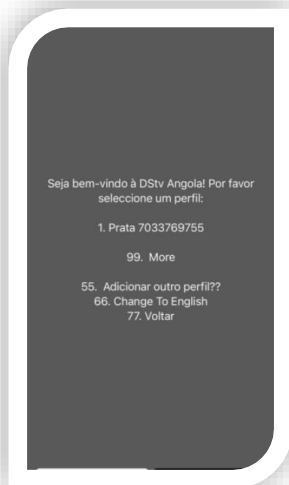 Seja bem-vindo à DStv Angola! Por favor
seleccione um perfil:
1. Prata 7033769755
99. More
55. Adicionar outro perfil??
66. Change To English
77. Voltar